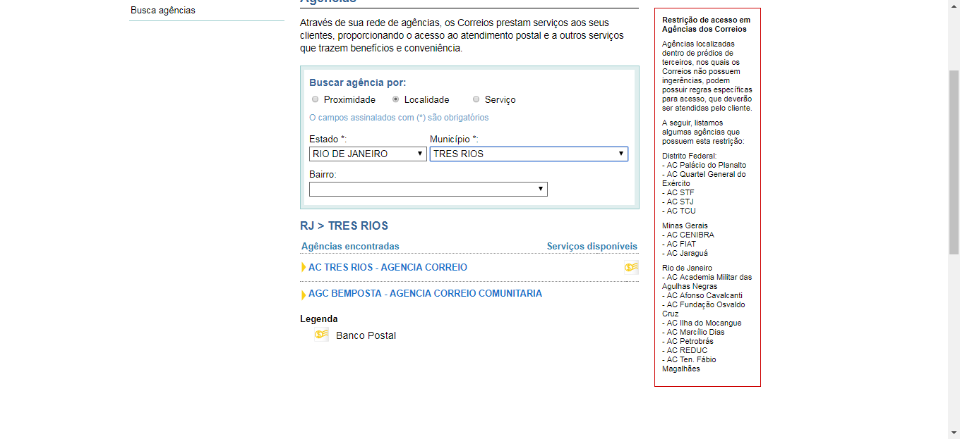 Busca agências
Agências
Através de sua rede de agências, os Correios prestam serviços aos seus
clientes, proporcionando o acesso ao atendimento postal e a outros serviços
que trazem benefícios e conveniência.
Buscar agência por:
Proximidade Localidade Serviço
O campos assinalados com (*) são obrigatórios
Estado *: Município *:
RIO DE JANEIRO TRES RIOS
Bairro:
RJ > TRES RIOS
Agências encontradas Serviços disponíveis
AC TRES RIOS - AGENCIA CORREIO
AGC BEMPOSTA - AGENCIA CORREIO COMUNITARIA
Legenda
Banco Postal
Restrição de acesso em
Agências dos Correios
Agências localizadas
dentro de prédios de
terceiros, nos quais os
Correios não possuem
ingerências, podem
possuir regras específicas
para acesso, que deverão
ser atendidas pelo cliente.
A seguir, listamos
algumas agências que
possuem esta restrição:
Distrito Federal:
- AC Palácio do Planalto
- AC Quartel General do
Exército
- AC STF
- AC STJ
- AC TCU
Minas Gerais
- AC CENIBRA
- AC FIAT
- AC Jaraguá
Rio de Janeiro
- AC Academia Militar das
Agulhas Negras
- AC Afonso Cavalcanti
- AC Fundação Osvaldo
Cruz
- AC Ilha do Mocangue
- AC Marcílio Dias
- AC Petrobrás
- AC REDUC
- AC Ten. Fábio
Magalhães